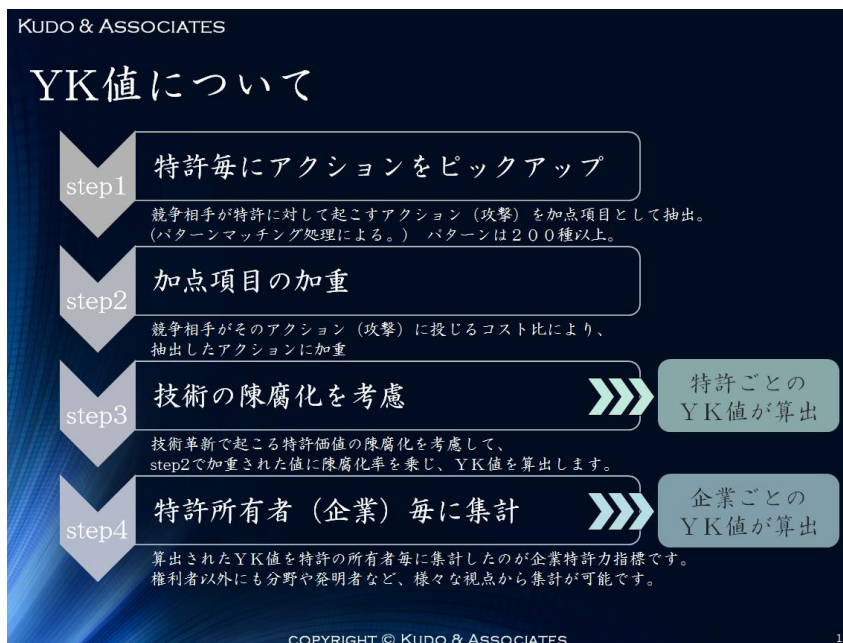 KUDO & ASSOCIATES
YK値について
step1
特許毎にアクションをピックアップ
競争相手が特許に対して起こすアクション（攻撃）を加点項目として抽出。
(パターンマッチング処理による。) パターンは２００種以上。
step2
加点項目の加重
競争相手がそのアクション（攻撃）に投じるコスト比により、
抽出したアクションに加重
step3
技術の陳腐化を考慮
特許ごとの
ＹＫ値が算出
技術革新で起こる特許価値の陳腐化を考慮して、
step2で加重された値に陳腐化率を乗じ、ＹＫ値を算出します。
step4
特許所有者（企業）毎に集計
企業ごとの
ＹＫ値が算出
算出されたＹＫ値を特許の所有者毎に集計したのが企業特許力指標です。
権利者以外にも分野や発明者など、様々な視点から集計が可能です。
COPYRIGHT © KUDO & ASSOCIATES
1